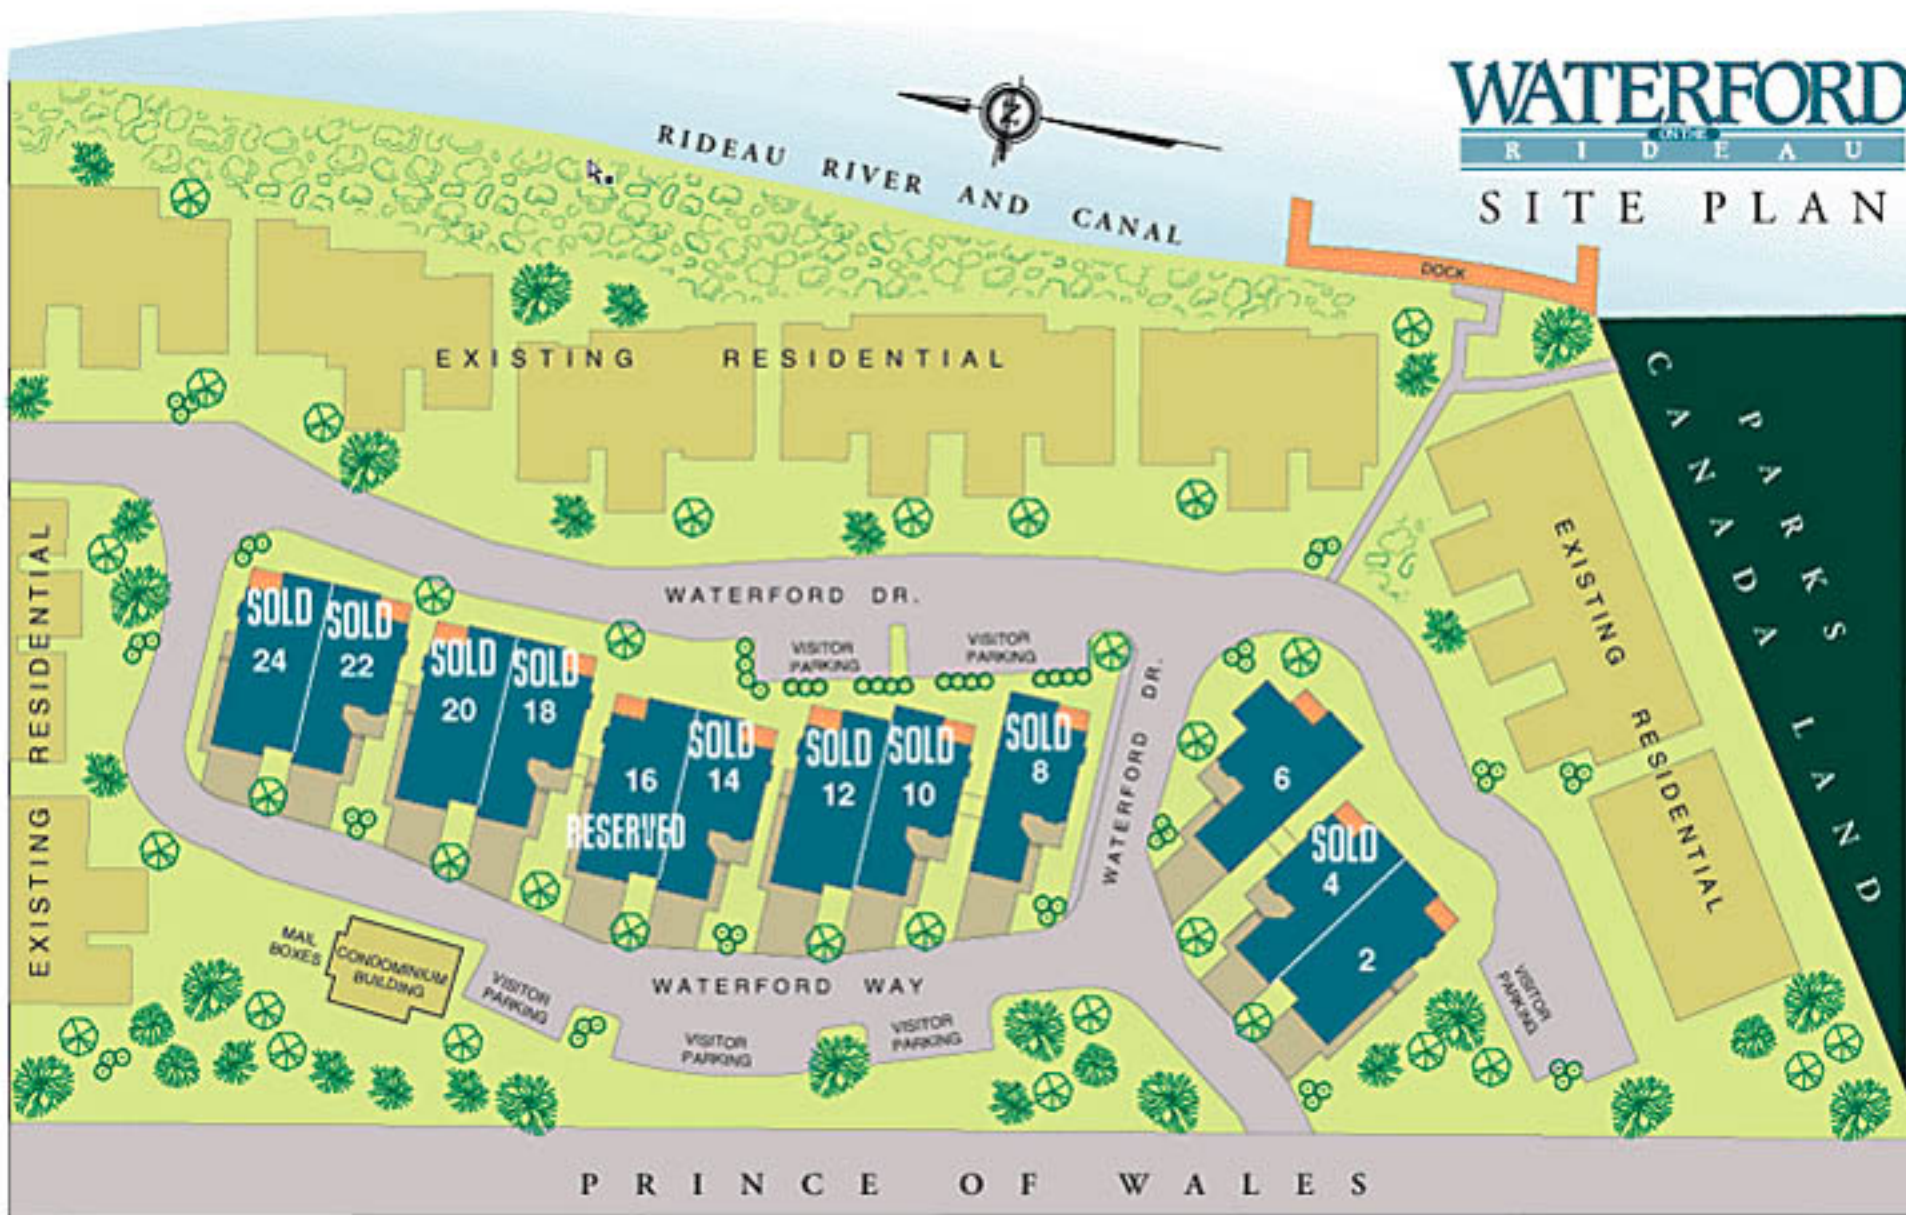 WATERFORD
ON THE
RIDEAU
SITE PLAN
RIDEAU RIVER AND CANAL
DOCK
PARKS
CANADA LAND
EXISTING RESIDENTIAL
EXISTING RESIDENTIAL
EXISTING RESIDENTIAL
WATERFORD DR.
VISITOR
PARKING
VISITOR
PARKING
WATERFORD DR.
SOLD
24
SOLD
22
SOLD
20
SOLD
18
16
RESERVED
SOLD
14
SOLD
12
SOLD
10
SOLD
8
6
SOLD
4
2
MAIL
BOXES
CONDOMINIUM
BUILDING
VISITOR
PARKING
WATERFORD WAY
VISITOR
PARKING
VISITOR
PARKING
VISITOR
PARKING
PRINCE OF WALES